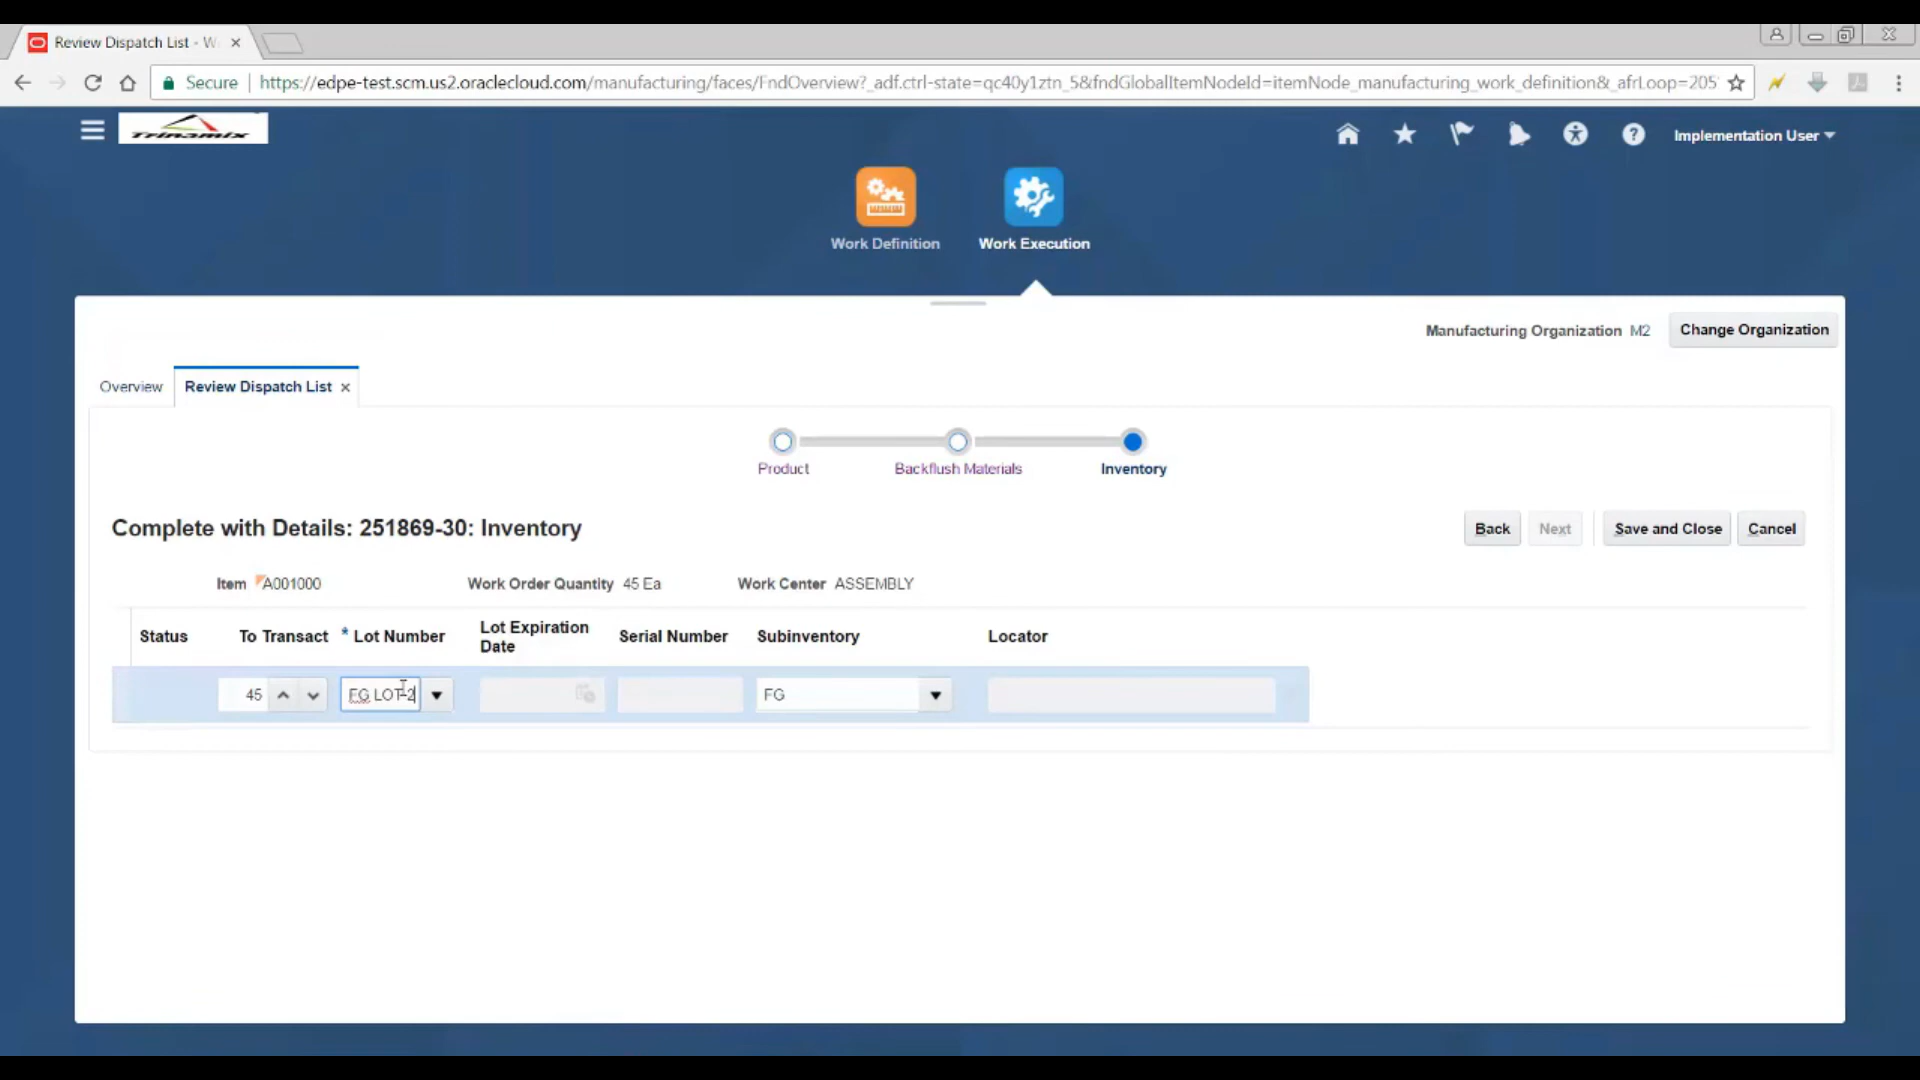 Review Dispatch List - W
Secure https://edpe-test.scm.us2.oraclecloud.com/manufacturing/faces/FndOverview?_adf.ctrl-state=qc40y1ztn_5&fndGlobalItemNodeId=itemNode_manufacturing_work_definition&_afrLoop=205
Trinamix
Implementation User
Work Definition
Work Execution
Manufacturing Organization M2
Change Organization
Overview
Review Dispatch List
Product
Backflush Materials
Inventory
Complete with Details: 251869-30: Inventory
Back
Next
Save and Close
Cancel
Item A001000
Work Order Quantity 45 Ea
Work Center ASSEMBLY
Status
To Transact
* Lot Number
Lot Expiration
Date
Serial Number
Subinventory
Locator
45
FG LOT-2
FG